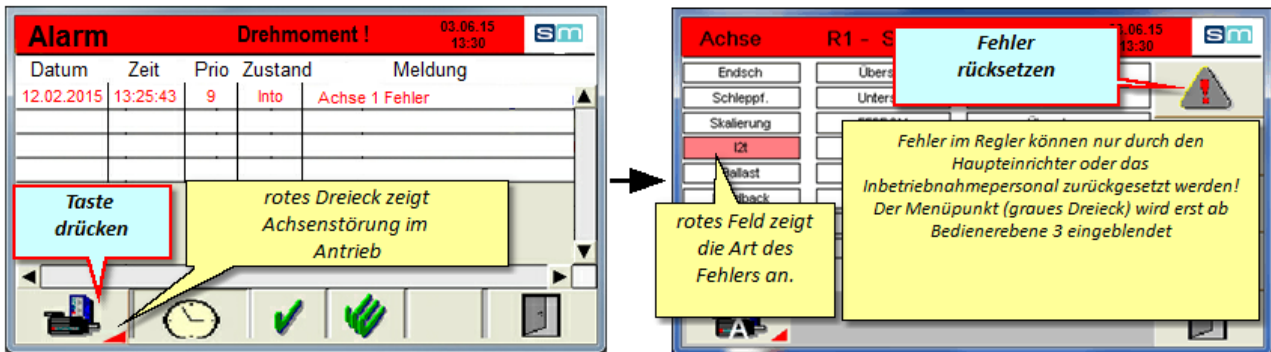 Alarm Drehmoment ! 03.06.15 13:30 sm
Datum Zeit Prio Zustand Meldung
12.02.2015 13:25:43 9 Into Achse 1 Fehler
Taste
drücken
rotes Dreieck zeigt
Achsenstörung im
Antrieb
Achse R1 - S 13:30 sm
Fehler
rücksetzen
Endsch
Schleppf.
Skalierung
I2t
Ballast
rotes Feld zeigt
die Art des
Fehlers an.
Fehler im Regler können nur durch den
Haupteinrichter oder das
Inbetriebnahmepersonal zurückgesetzt werden!
Der Menüpunkt (graues Dreieck) wird erst ab
Bedienerebene 3 eingeblendet
A